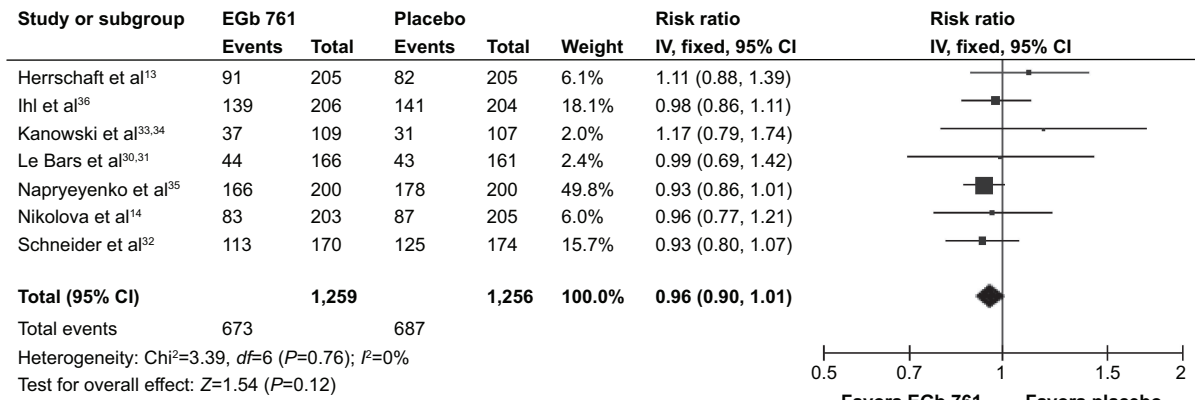 Study or subgroup EGb 761 Placebo Risk ratio Risk ratio
Events Total Events Total Weight IV, fixed, 95% CI IV, fixed, 95% CI
Herrschaft et al¹³ 91 205 82 205 6.1% 1.11 (0.88, 1.39)
Ihl et al³⁶ 139 206 141 204 18.1% 0.98 (0.86, 1.11)
Kanowski et al³³,³⁴ 37 109 31 107 2.0% 1.17 (0.79, 1.74)
Le Bars et al³⁰,³¹ 44 166 43 161 2.4% 0.99 (0.69, 1.42)
Napryeyenko et al³⁵ 166 200 178 200 49.8% 0.93 (0.86, 1.01)
Nikolova et al¹⁴ 83 203 87 205 6.0% 0.96 (0.77, 1.21)
Schneider et al³² 113 170 125 174 15.7% 0.93 (0.80, 1.07)
Total (95% CI) 1,259 1,256 100.0% 0.96 (0.90, 1.01)
Total events 673 687
Heterogeneity: Chi²=3.39, df=6 (P=0.76); I²=0%
Test for overall effect: Z=1.54 (P=0.12)
0.5 0.7 1 1.5 2
Favors EGb 761 Favors placebo